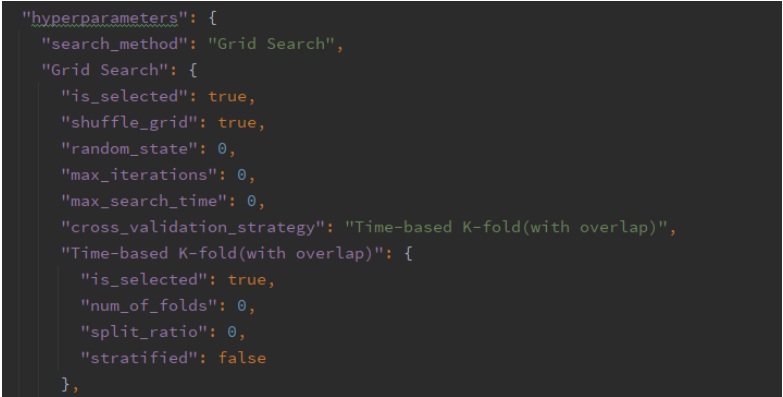 "hyperparameters": {
"search_method": "Grid Search",
"Grid Search": {
"is_selected": true,
"shuffle_grid": true,
"random_state": 0,
"max_iterations": 0,
"max_search_time": 0,
"cross_validation_strategy": "Time-based K-fold(with overlap)",
"Time-based K-fold(with overlap)": {
"is_selected": true,
"num_of_folds": 0,
"split_ratio": 0,
"stratified": false
},